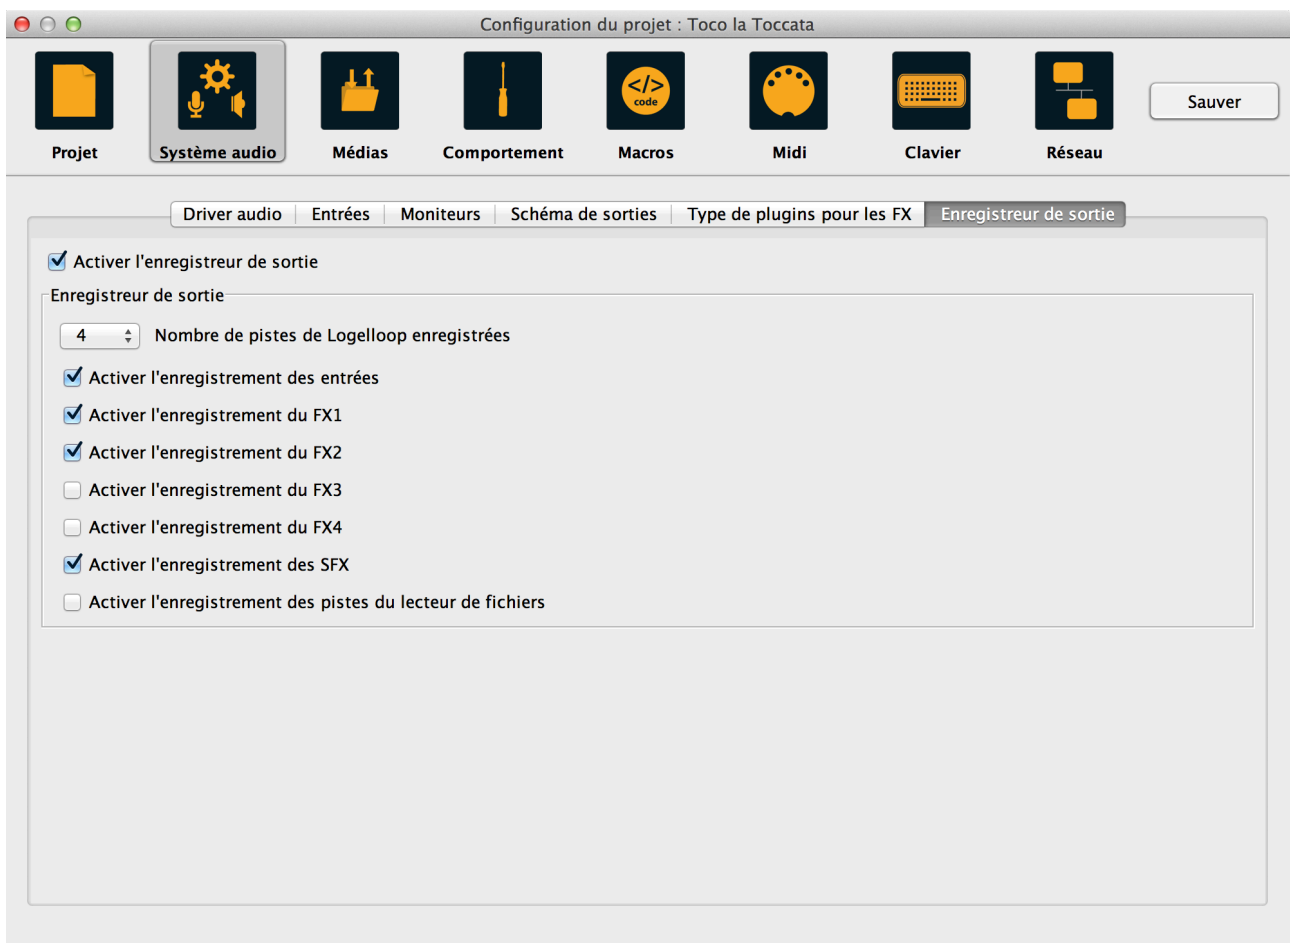 Configuration du projet : Toco la Toccata
</> code
Projet Système audio Médias Comportement Macros Midi Clavier Réseau Sauver
Driver audio Entrées Moniteurs Schéma de sorties Type de plugins pour les FX Enregistreur de sortie
Activer l'enregistreur de sortie
Enregistreur de sortie
4 Nombre de pistes de Logelloop enregistrées
Activer l'enregistrement des entrées
Activer l'enregistrement du FX1
Activer l'enregistrement du FX2
Activer l'enregistrement du FX3
Activer l'enregistrement du FX4
Activer l'enregistrement des SFX
Activer l'enregistrement des pistes du lecteur de fichiers